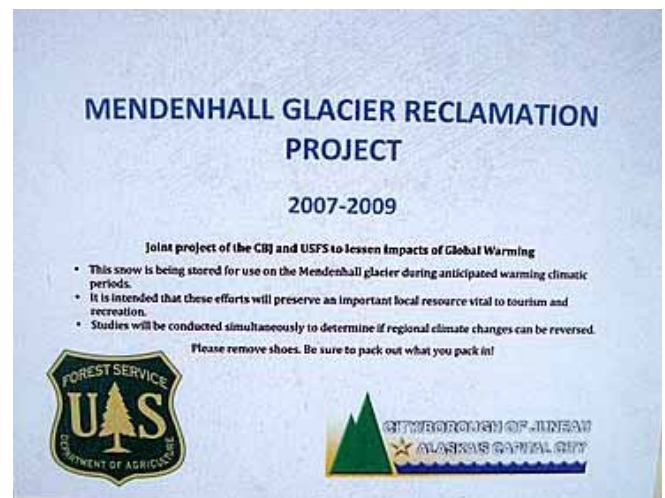 MENDENHALL GLACIER RECLAMATION
PROJECT
2007-2009
Joint project of the CBJ and USFS to lessen impacts of Global Warming
• This snow is being stored for use on the Mendenhall glacier during anticipated warming climatic
periods.
• It is intended that these efforts will preserve an important local resource vital to tourism and
recreation.
• Studies will be conducted simultaneously to determine if regional climate changes can be reversed.
Please remove shoes. Be sure to pack out what you pack in!
FOREST SERVICE
UAS
DEPARTMENT OF AGRICULTURE
CITY/BOROUGH OF JUNEAU
ALASKA'S CAPITAL CITY